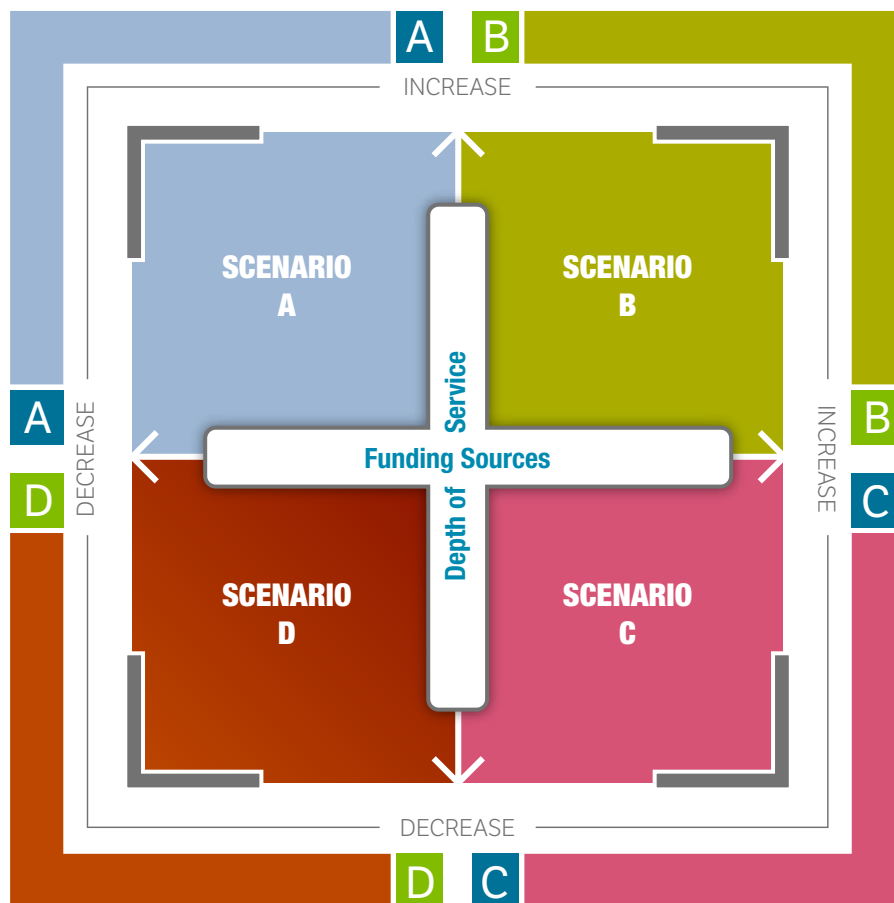 A B
INCREASE
SCENARIO
A
SCENARIO
B
A
DECREASE
D
Depth of Service
Funding Sources
INCREASE
B
C
SCENARIO
D
SCENARIO
C
DECREASE
D C